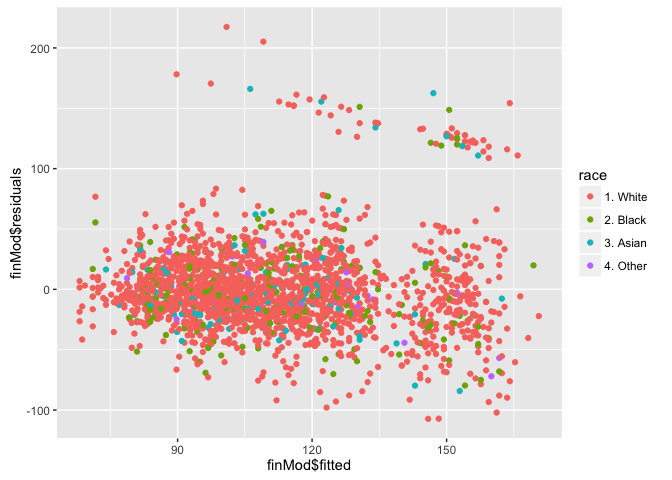 finMod$residuals
200
100
0
-100
90
120
150
finMod$fitted
race
1. White
2. Black
3. Asian
4. Other